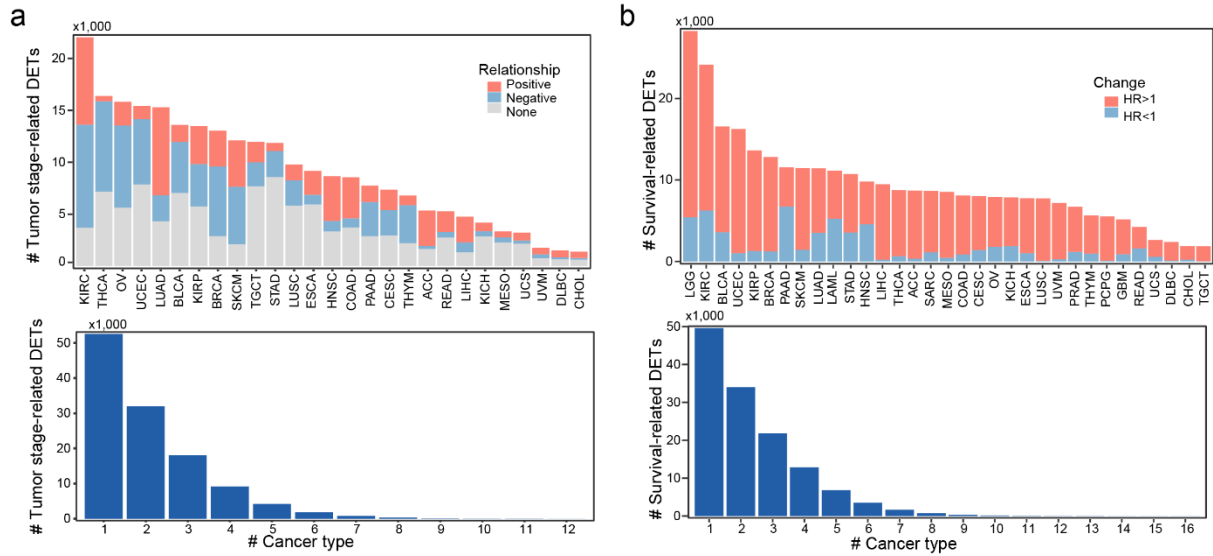 a
x1,000
# Tumor stage-related DETs
20
15
10
5
0
Relationship
Positive
Negative
None
KIRC THCA OV UCEC LUAD BLCA KIRP BRCA SKCM TGCT STAD LUSC ESCA HNSC COAD PAAD CESC THYM ACC READ LIHC KICH MESO UCS UVM DLBC CHOL
x1,000
# Tumor stage-related DETs
50
40
30
20
10
0
1 2 3 4 5 6 7 8 9 10 11 12
# Cancer type
b
x1,000
# Survival-related DETs
20
10
0
Change
HR>1
HR<1
LGG KIRC BLCA UCEC KIRP BRCA PAAD SKCM LUAD LAML STAD HNSC LIHC THCA ACC SARC MESO COAD CESC OV KICH ESCA LUSC UVM PRAD THYM PCPG GBM READ UCS DLBC CHOL TGCT
x1,000
# Survival-related DETs
50
40
30
20
10
0
1 2 3 4 5 6 7 8 9 10 11 12 13 14 15 16
# Cancer type